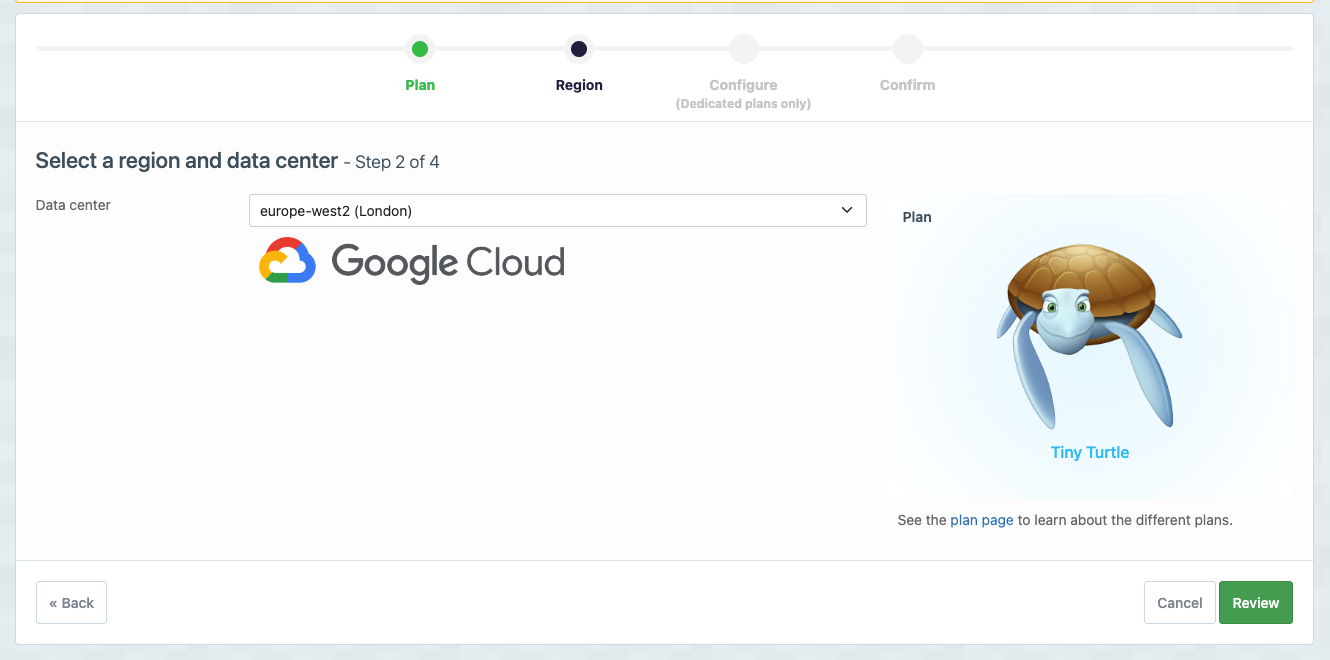 Plan
Region
Configure
(Dedicated plans only)
Confirm
Select a region and data center - Step 2 of 4
Data center
europe-west2 (London)
Google Cloud
Plan
Tiny Turtle
See the plan page to learn about the different plans.
« Back
Cancel
Review